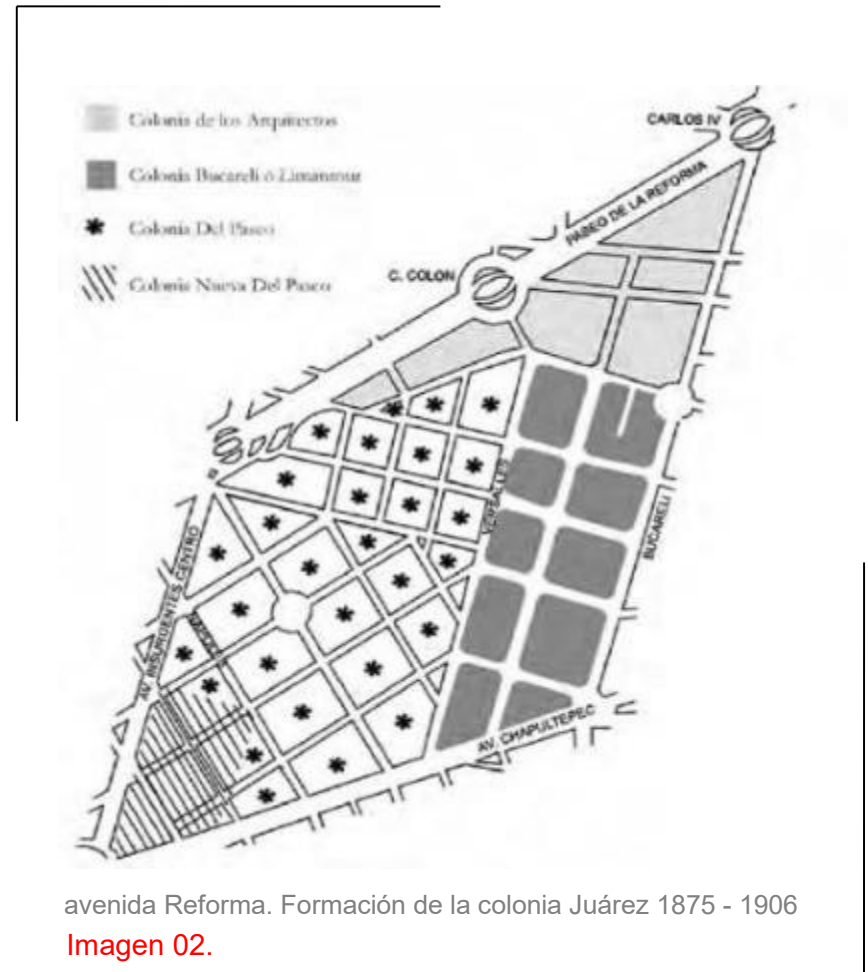 Colonia de los Arquitectos
Colonia Bucareli o Limantour
Colonia Del Paseo
Colonia Nueva Del Paseo
CARLOS IV
PASEO DE LA REFORMA
C. COLON
VERSALLES
BUCARELI
AV. INSURGENTES CENTRO
AV. CHAPULTEPEC
avenida Reforma. Formación de la colonia Juárez 1875 - 1906
Imagen 02.